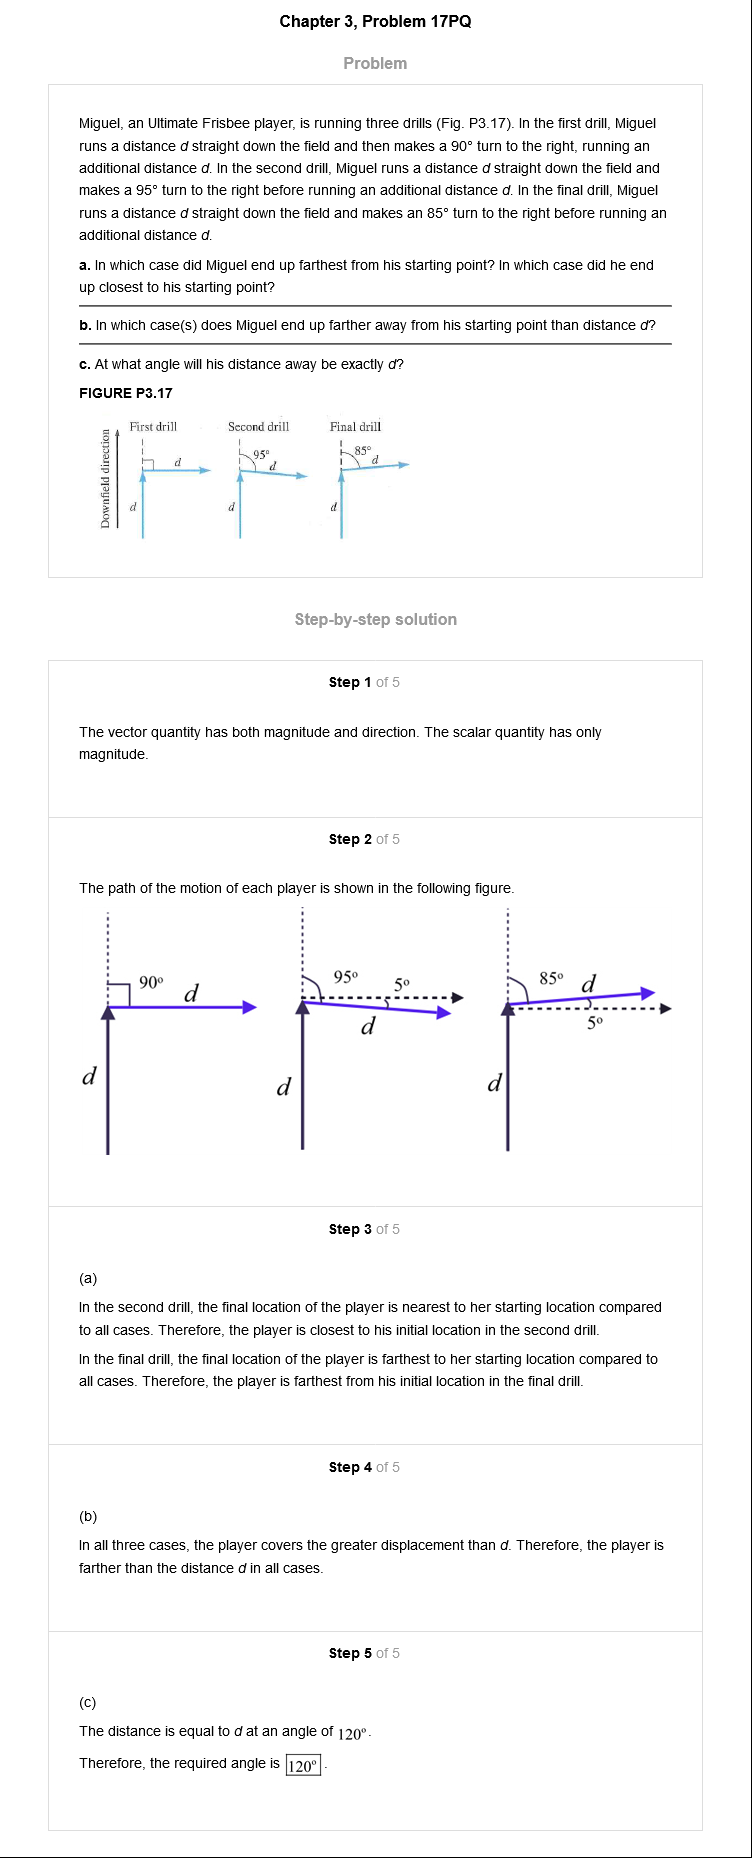 Chapter 3, Problem 17PQ
Problem
Miguel, an Ultimate Frisbee player, is running three drills (Fig. P3.17). In the first drill, Miguel
runs a distance d straight down the field and then makes a 90° turn to the right, running an
additional distance d. In the second drill, Miguel runs a distance d straight down the field and
makes a 95° turn to the right before running an additional distance d. In the final drill, Miguel
runs a distance d straight down the field and makes an 85° turn to the right before running an
additional distance d.
a. In which case did Miguel end up farthest from his starting point? In which case did he end
up closest to his starting point?
b. In which case(s) does Miguel end up farther away from his starting point than distance d?
c. At what angle will his distance away be exactly d?
FIGURE P3.17
Downfield direction
First drill
d
d
Second drill
95°
d
d
Final drill
85°
d
d
Step-by-step solution
Step 1 of 5
The vector quantity has both magnitude and direction. The scalar quantity has only
magnitude.
Step 2 of 5
The path of the motion of each player is shown in the following figure.
90°
d
d
95°
5°
d
d
85°
d
5°
d
Step 3 of 5
(a)
In the second drill, the final location of the player is nearest to her starting location compared
to all cases. Therefore, the player is closest to his initial location in the second drill.
In the final drill, the final location of the player is farthest to her starting location compared to
all cases. Therefore, the player is farthest from his initial location in the final drill.
Step 4 of 5
(b)
In all three cases, the player covers the greater displacement than d. Therefore, the player is
farther than the distance d in all cases.
Step 5 of 5
(c)
The distance is equal to d at an angle of 120°.
Therefore, the required angle is 120°.